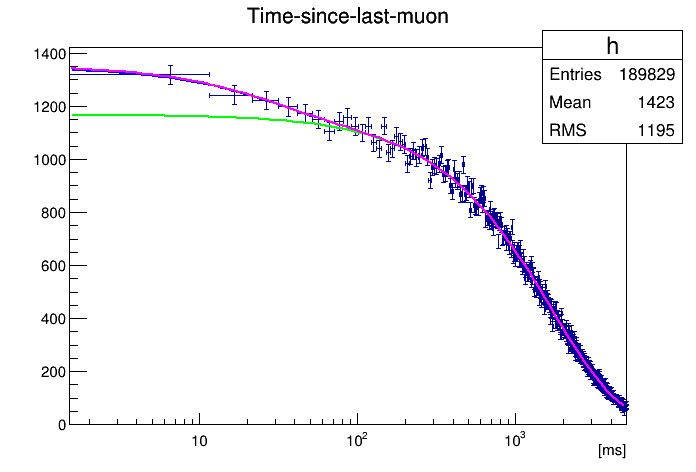 Time-since-last-muon
h
Entries 189829
Mean 1423
RMS 1195
1400
1200
1000
800
600
400
200
0
10
10²
10³
[ms]